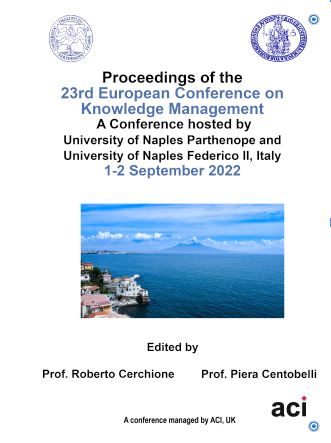 Proceedings of the
23rd European Conference on
Knowledge Management
A Conference hosted by
University of Naples Parthenope and
University of Naples Federico II, Italy
1-2 September 2022
Edited by
Prof. Roberto Cerchione Prof. Piera Centobelli
aci
A conference managed by ACI, UK